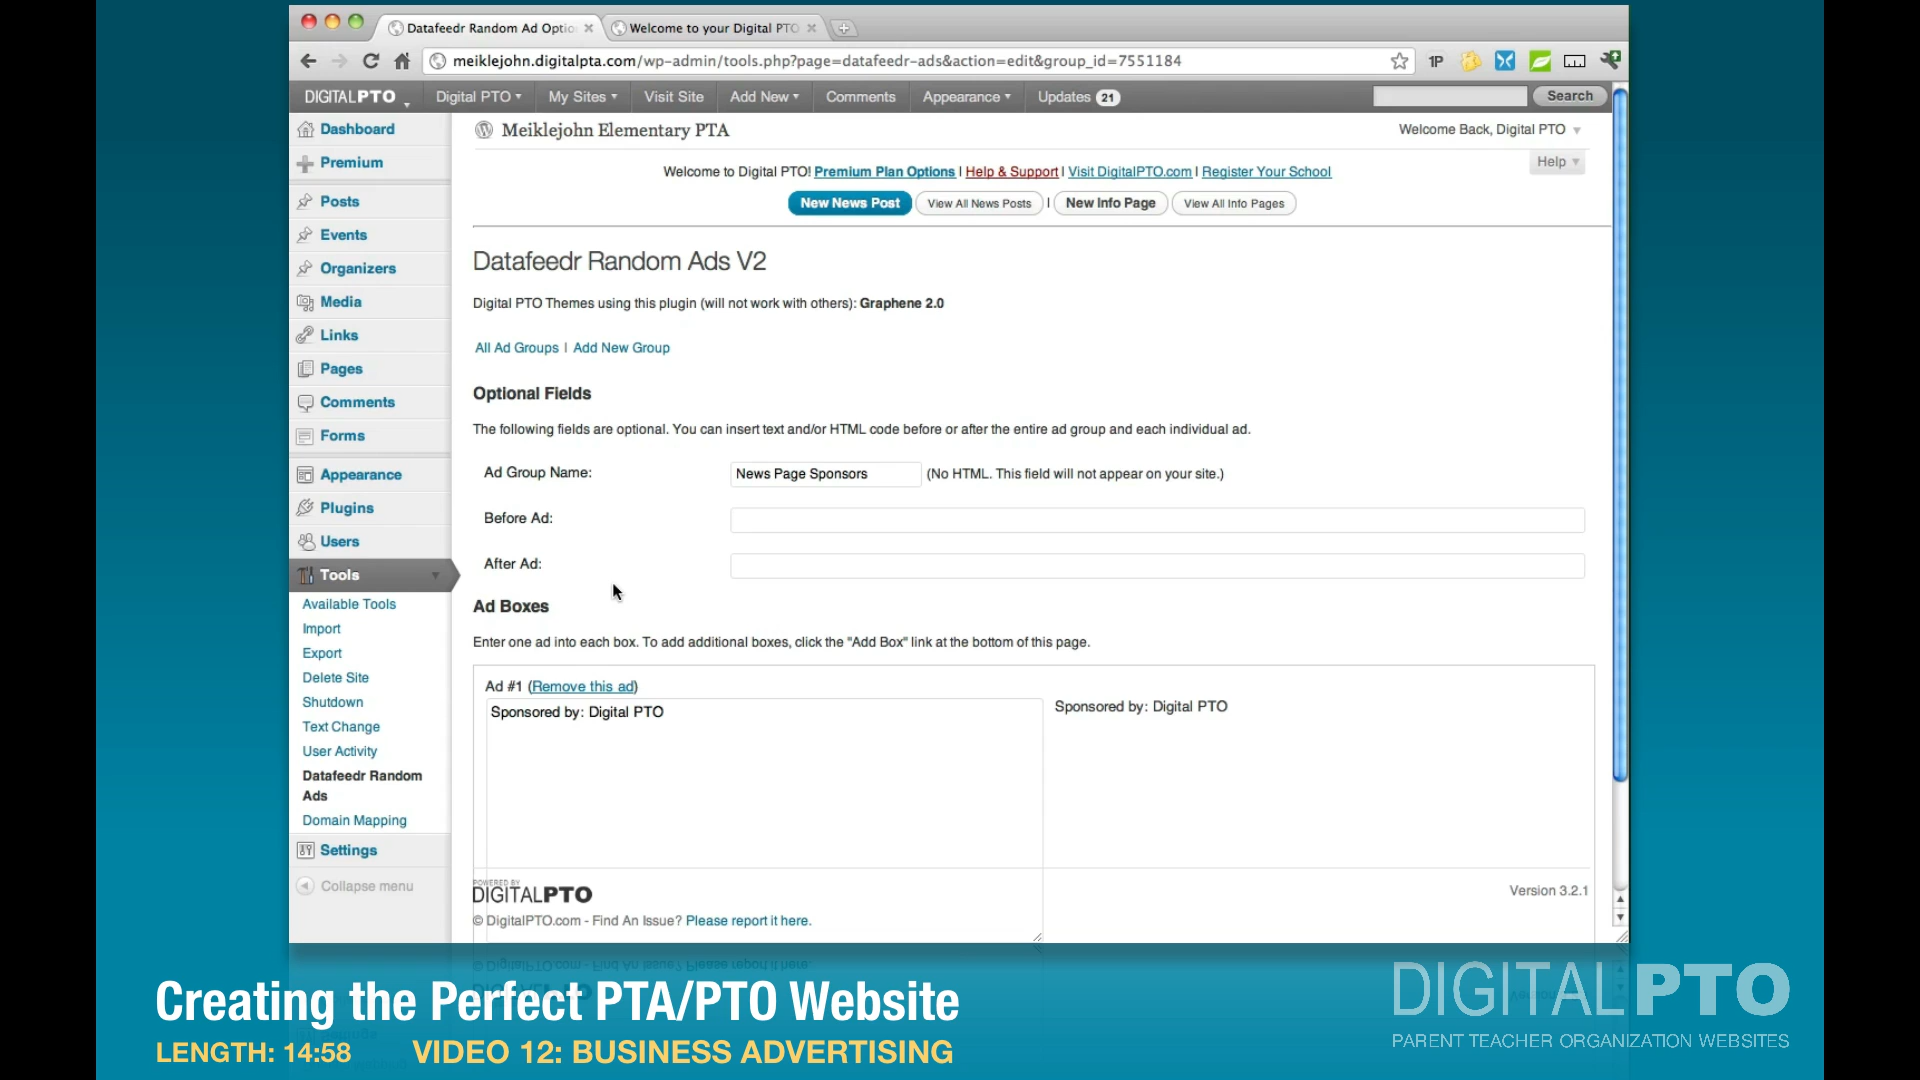 Datafeedr Random Ad Optio
Welcome to your Digital PTO
meiklejohn.digitalpta.com/wp-admin/tools.php?page=datafeedr-ads&action=edit&group_id=7551184
1P
DIGITALPTO
Digital PTO
My Sites
Visit Site
Add New
Comments
Appearance
Updates 21
Search
Dashboard
Premium
Posts
Events
Organizers
Media
Links
Pages
Comments
Forms
Appearance
Plugins
Users
Tools
Available Tools
Import
Export
Delete Site
Shutdown
Text Change
User Activity
Datafeedr Random
Ads
Domain Mapping
Settings
Collapse menu
Meiklejohn Elementary PTA
Welcome Back, Digital PTO
Help
Welcome to Digital PTO! Premium Plan Options | Help & Support | Visit DigitalPTO.com | Register Your School
New News Post View All News Posts | New Info Page View All Info Pages
Datafeedr Random Ads V2
Digital PTO Themes using this plugin (will not work with others): Graphene 2.0
All Ad Groups | Add New Group
Optional Fields
The following fields are optional. You can insert text and/or HTML code before or after the entire ad group and each individual ad.
Ad Group Name: News Page Sponsors (No HTML. This field will not appear on your site.)
Before Ad:
After Ad:
Ad Boxes
Enter one ad into each box. To add additional boxes, click the "Add Box" link at the bottom of this page.
Ad #1 (Remove this ad)
Sponsored by: Digital PTO
Sponsored by: Digital PTO
POWERED BY
DIGITALPTO
Version 3.2.1
© DigitalPTO.com - Find An Issue? Please report it here.
Creating the Perfect PTA/PTO Website
LENGTH: 14:58 VIDEO 12: BUSINESS ADVERTISING
DIGITALPTO
PARENT TEACHER ORGANIZATION WEBSITES